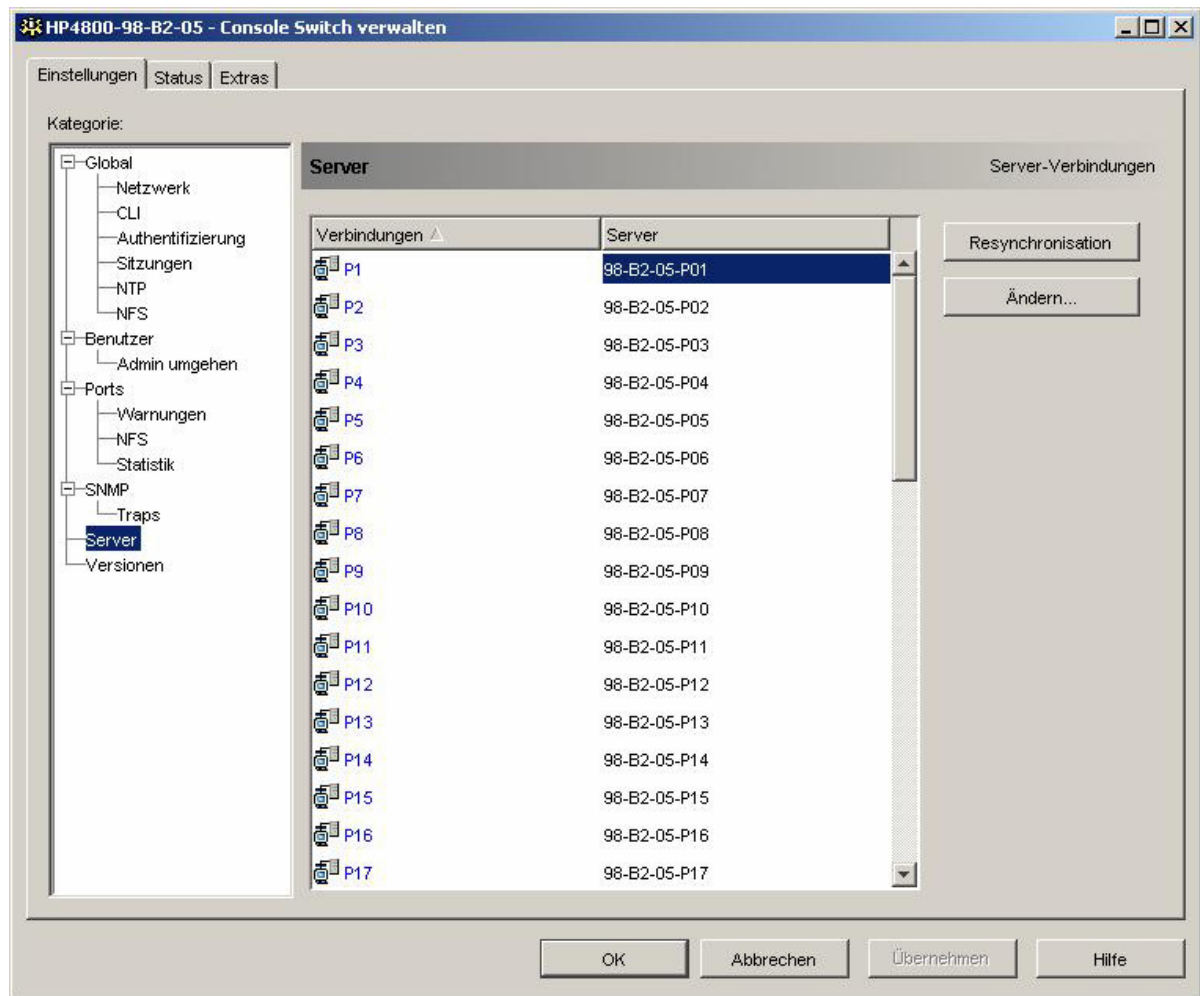 HP4800-98-B2-05 - Console Switch verwalten
Einstellungen Status Extras
Kategorie:
Global
Netzwerk
CLI
Authentifizierung
Sitzungen
NTP
NFS
Benutzer
Admin umgehen
Ports
Warnungen
NFS
Statistik
SNMP
Traps
Server
Versionen
Server Server-Verbindungen
Verbindungen Server
P1 98-B2-05-P01
P2 98-B2-05-P02
P3 98-B2-05-P03
P4 98-B2-05-P04
P5 98-B2-05-P05
P6 98-B2-05-P06
P7 98-B2-05-P07
P8 98-B2-05-P08
P9 98-B2-05-P09
P10 98-B2-05-P10
P11 98-B2-05-P11
P12 98-B2-05-P12
P13 98-B2-05-P13
P14 98-B2-05-P14
P15 98-B2-05-P15
P16 98-B2-05-P16
P17 98-B2-05-P17
Resynchronisation
Ändern...
OK Abbrechen Übernehmen Hilfe